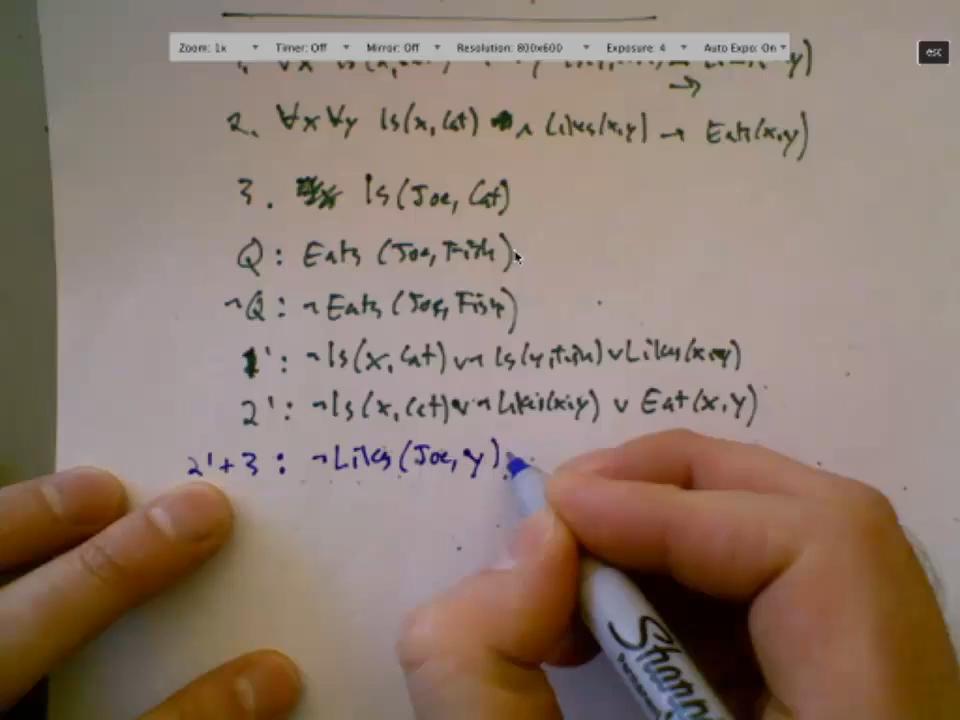 Zoom: 1x Timer: Off Mirror: Off Resolution: 800x600 Exposure: 4 Auto Expo: On
esc
→
2. ∀x ∀y Is(x, Cat) ∧ Likes(x,y) → Eats(x,y)
3. Is(Joe, Cat)
Q: Eats (Joe, Fish)
¬Q: ¬Eats (Joe, Fish)
1': ¬Is(x, Cat) ∨ ¬ Is(y, Fish) ∨ Likes(x,y)
2': ¬Is(x, Cat) ∨ ¬ Likes(x,y) ∨ Eat(x,y)
2'+3: ¬Likes(Joe, y)
Sharp